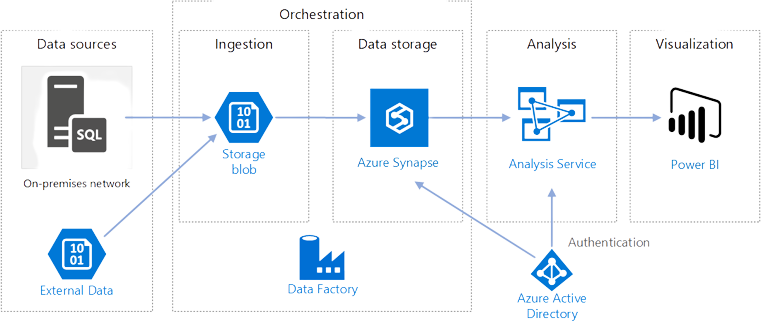 Orchestration
Data sources
Ingestion
Data storage
Analysis
Visualization
10
01
SQL
On-premises network
Storage
blob
Azure Synapse
Analysis Service
Power BI
10
01
External Data
Data Factory
Authentication
Azure Active
Directory